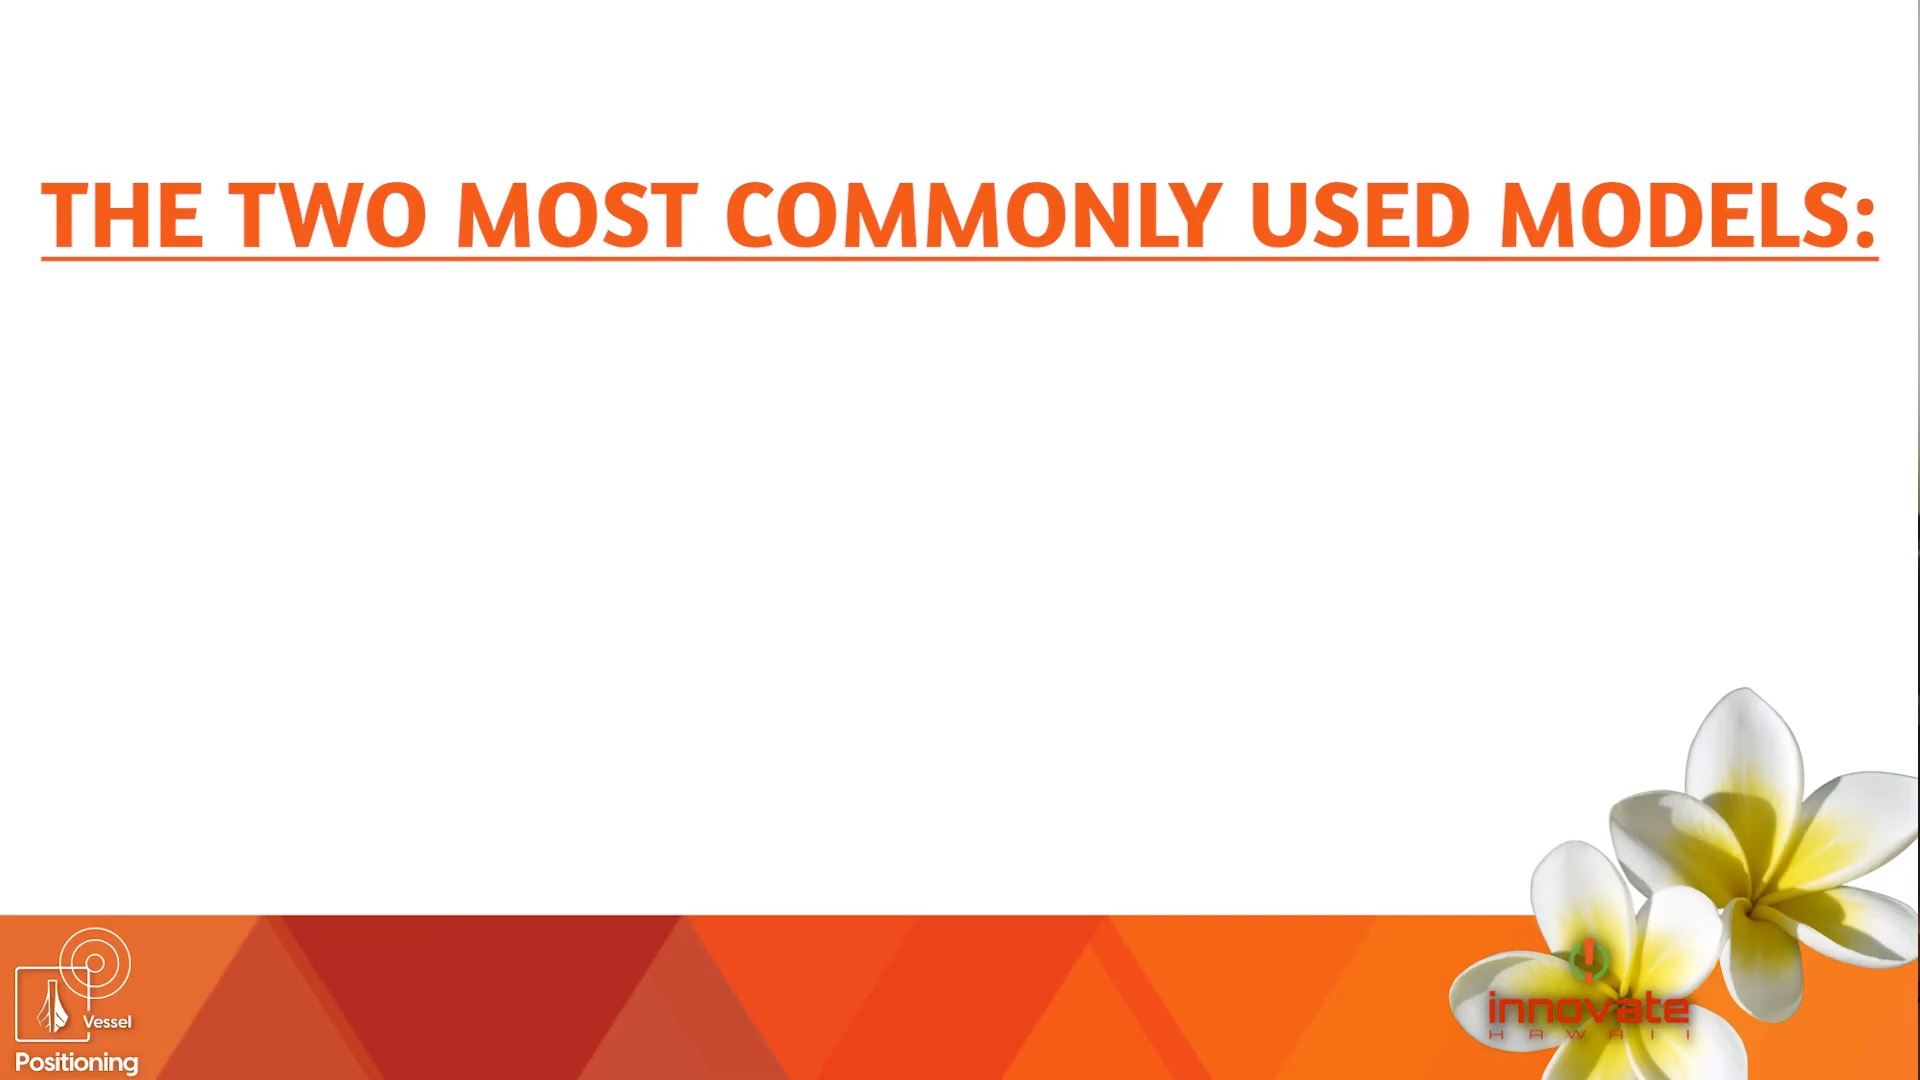 THE TWO MOST COMMONLY USED MODELS:
Vessel
Positioning
innovate
HAWAII